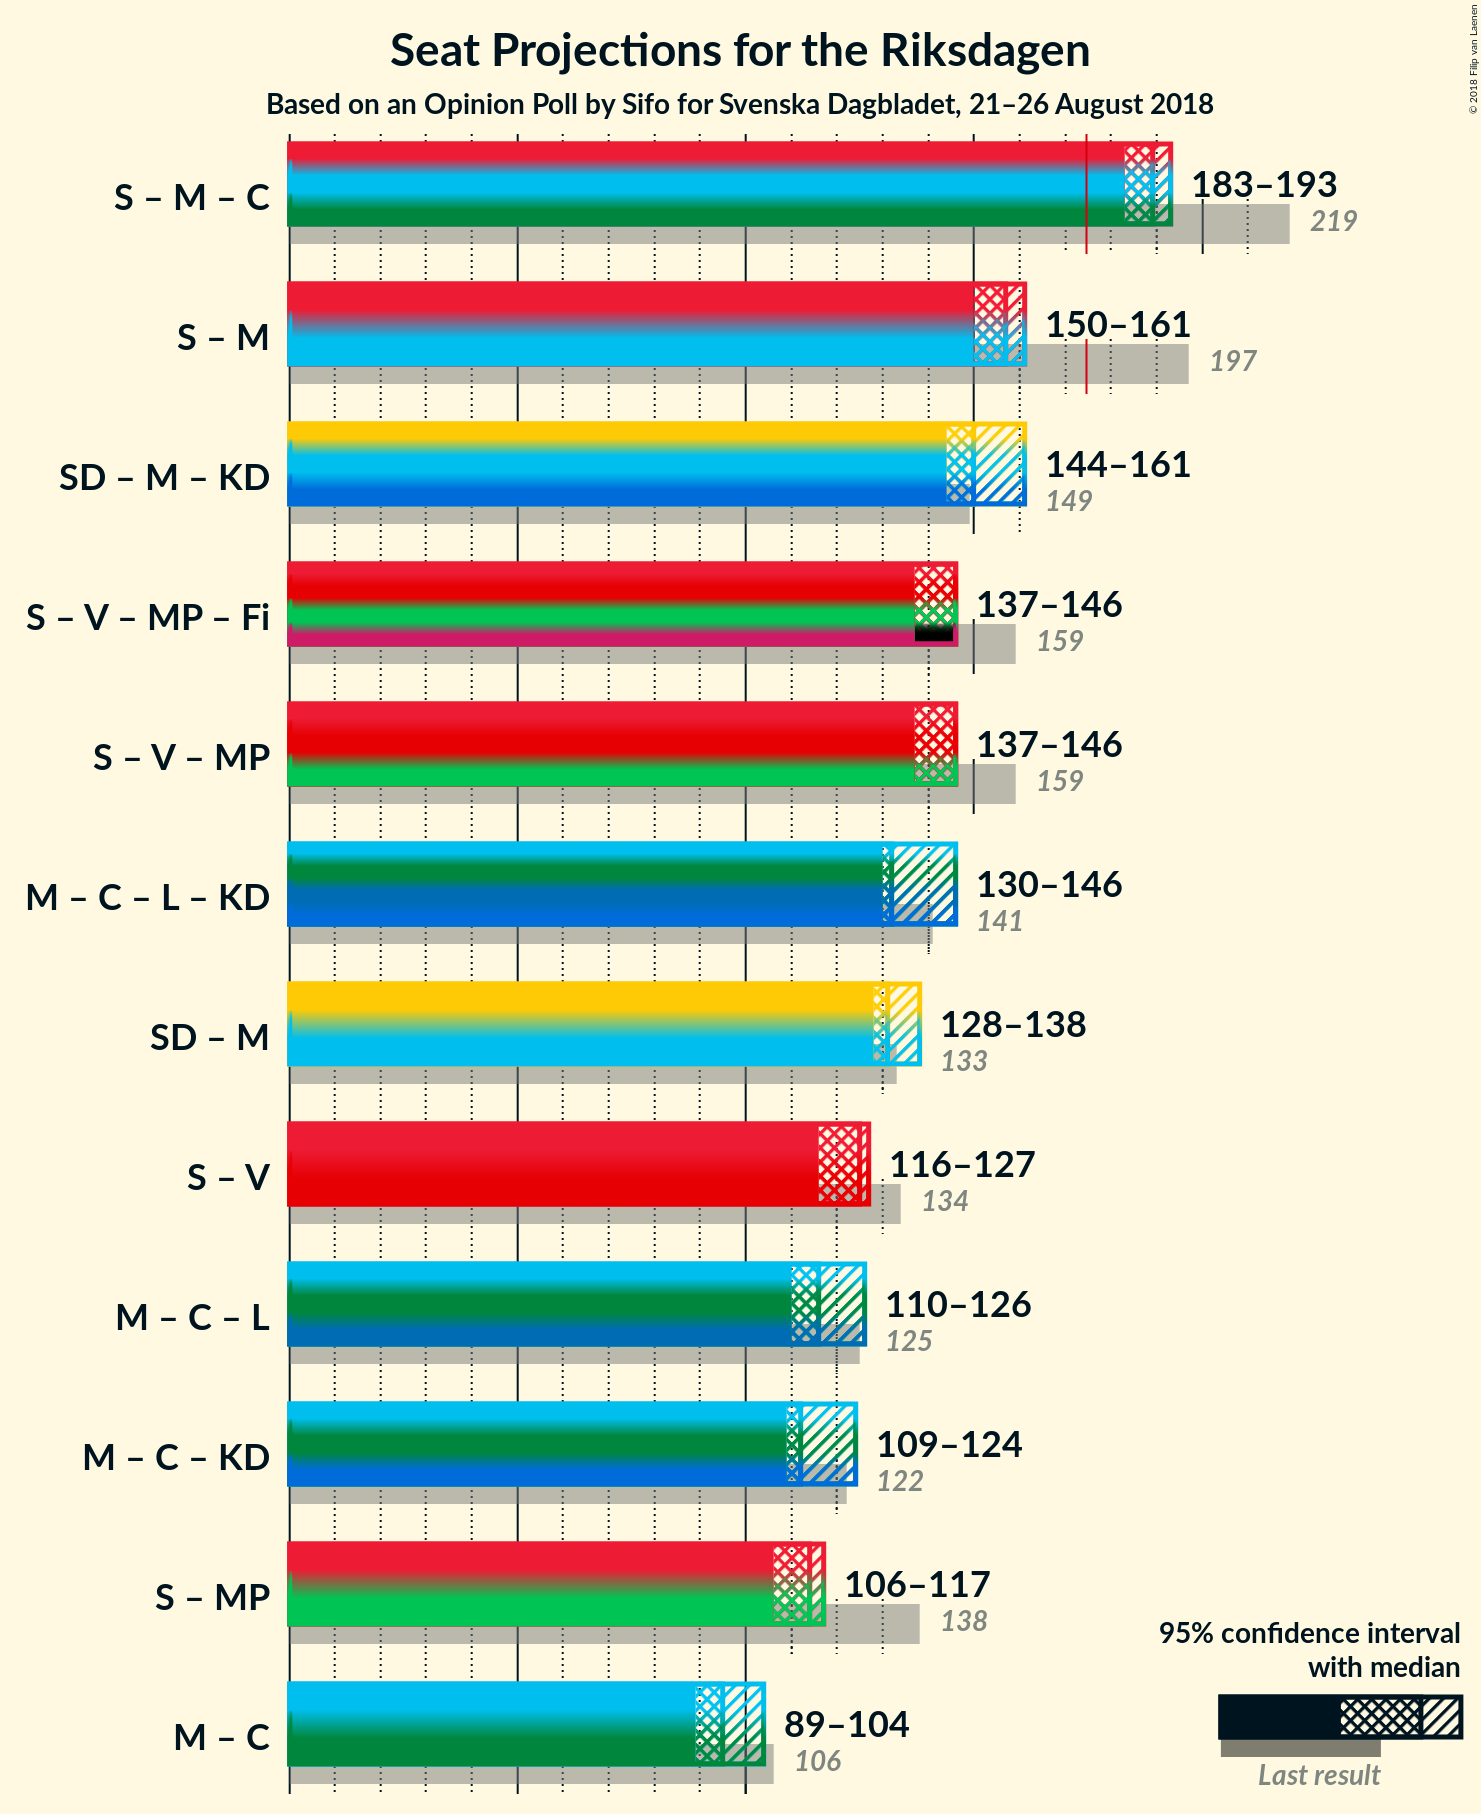 Seat Projections for the Riksdagen
Based on an Opinion Poll by Sifo for Svenska Dagbladet, 21–26 August 2018
© 2018 Filip van Laenen
S – M – C
183–193
219
S – M
150–161
197
SD – M – KD
144–161
149
S – V – MP – Fi
137–146
159
S – V – MP
137–146
159
M – C – L – KD
130–146
141
SD – M
128–138
133
S – V
116–127
134
M – C – L
110–126
125
M – C – KD
109–124
122
S – MP
106–117
138
M – C
89–104
106
95% confidence interval
with median
Last result